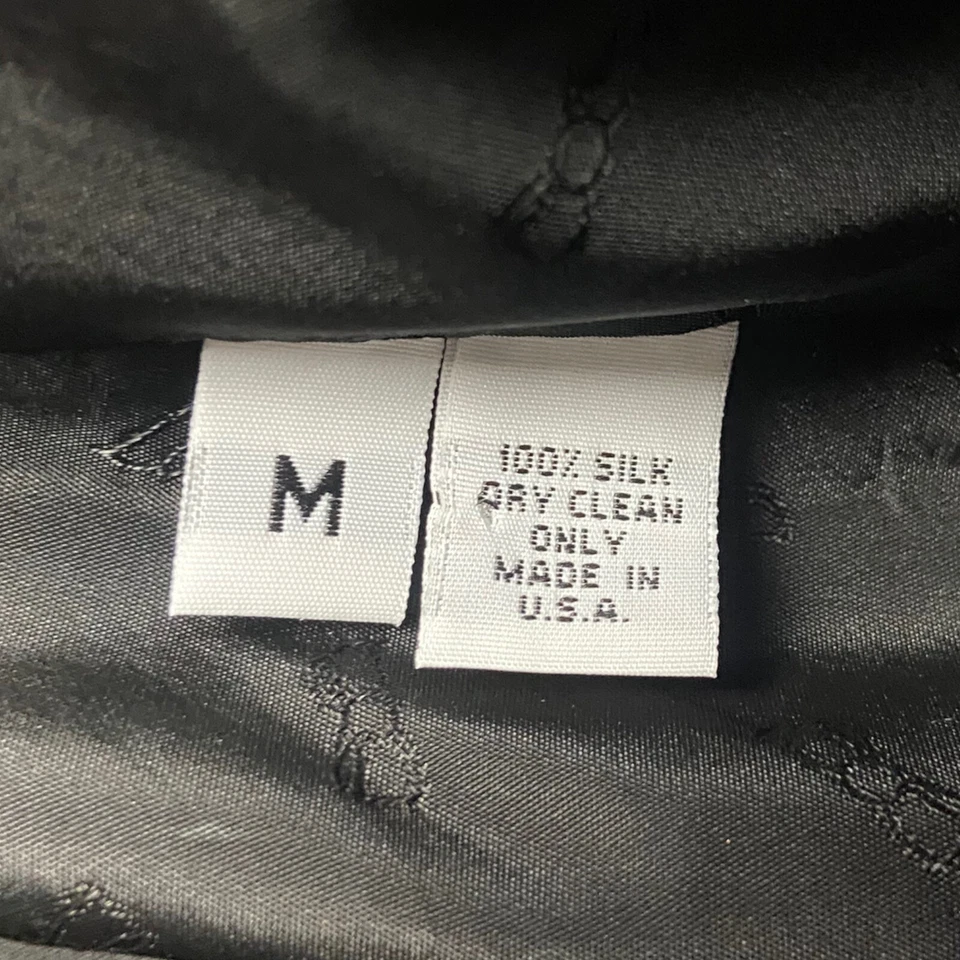 M
100% SILK
DRY CLEAN
ONLY
MADE IN
U.S.A.